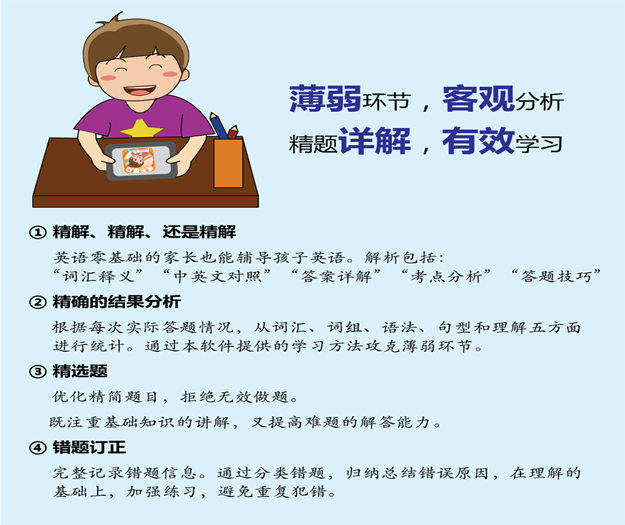 薄弱环节，客观分析
精题详解，有效学习
① 精解、精解、还是精解
英语零基础的家长也能辅导孩子英语。解析包括：
“词汇释义” “中英文对照” “答案详解” “考点分析” “答题技巧”
② 精确的结果分析
根据每次实际答题情况，从词汇、词组、语法、句型和理解五方面
进行统计。通过本软件提供的学习方法攻克薄弱环节。
③ 精选题
优化精简题目，拒绝无效做题。
既注重基础知识的讲解，又提高难题的解答能力。
④ 错题订正
完整记录错题信息。通过分类错题，归纳总结错误原因，在理解的
基础上，加强练习，避免重复犯错。